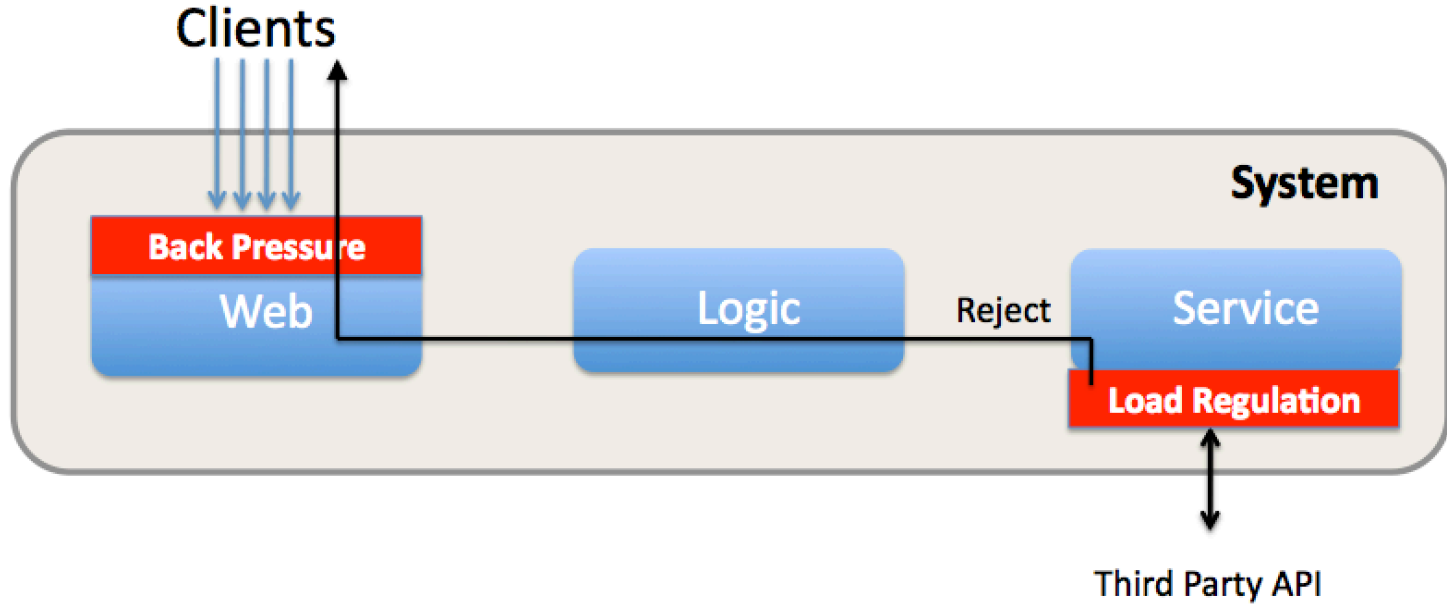 Clients
System
Back Pressure
Web
Logic
Reject
Service
Load Regulation
Third Party API